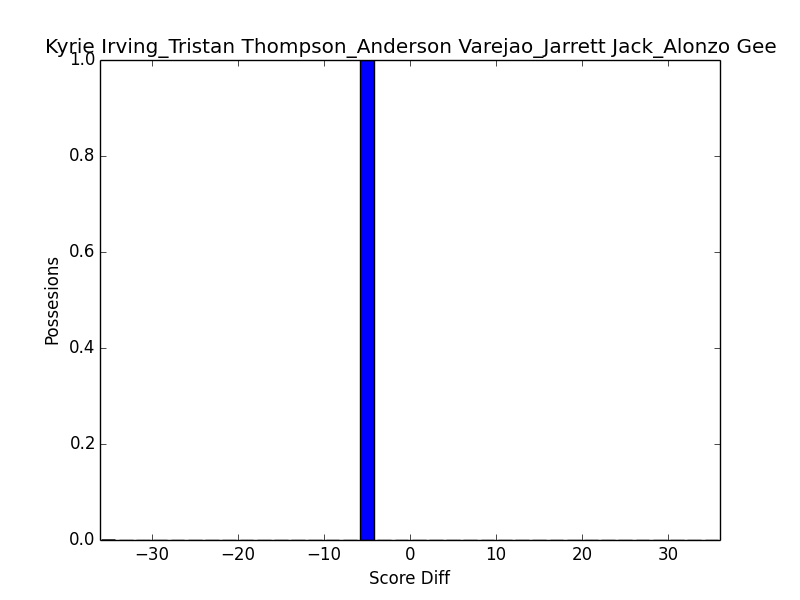 Kyrie Irving_Tristan Thompson_Anderson Varejao_Jarrett Jack_Alonzo Gee
1.0
0.8
0.6
0.4
0.2
0.0
Possesions
−30 −20 −10 0 10 20 30
Score Diff